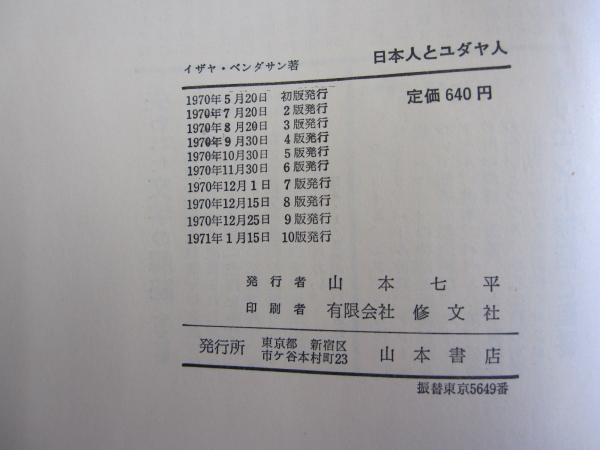 日本人とユダヤ人
イザヤ・ベンダサン著
定価 640 円
1970年5月20日 初版発行
1970年7月20日 2版発行
1970年8月20日 3版発行
1970年9月30日 4版発行
1970年10月30日 5版発行
1970年11月30日 6版発行
1970年12月1日 7版発行
1970年12月15日 8版発行
1970年12月25日 9版発行
1971年1月15日 10版発行
発行者 山本七平
印刷者 有限会社 修文社
発行所 東京都 新宿区 山本書店
市ケ谷本村町23
振替東京5649番